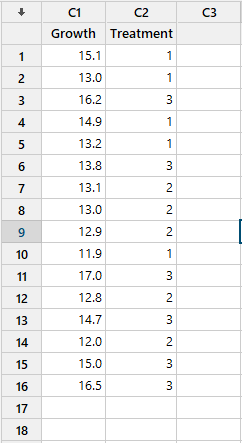 ↓ C1 C2 C3
Growth Treatment
1 15.1 1
2 13.0 1
3 16.2 3
4 14.9 1
5 13.2 1
6 13.8 3
7 13.1 2
8 13.0 2
9 12.9 2
10 11.9 1
11 17.0 3
12 12.8 2
13 14.7 3
14 12.0 2
15 15.0 3
16 16.5 3
17
18